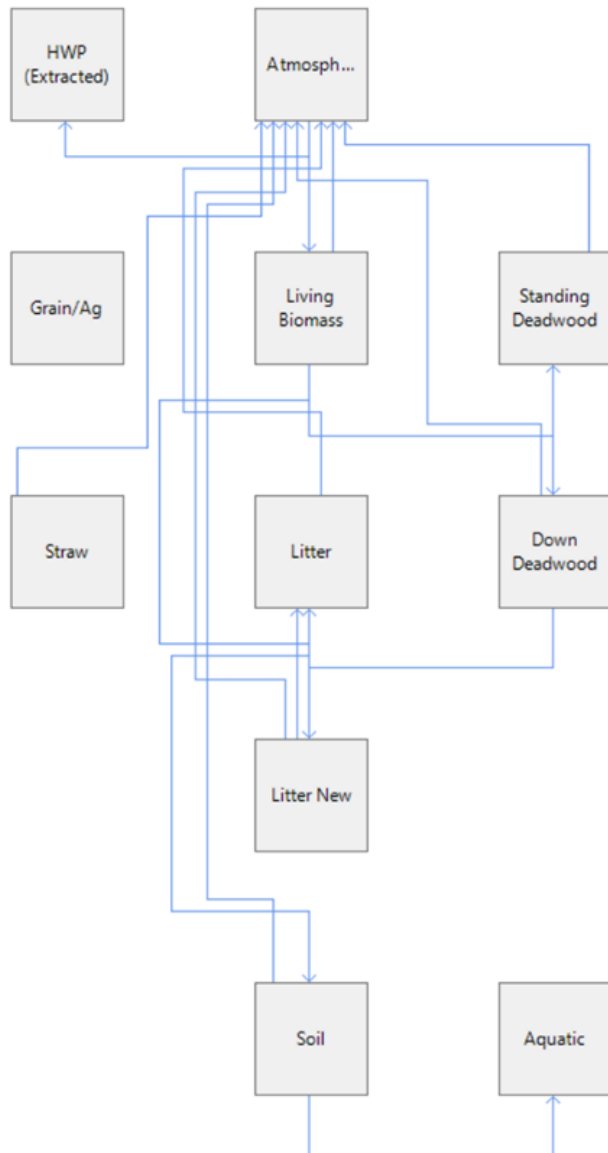 HWP
(Extracted)
Atmosph...
Grain/Ag
Living
Biomass
Standing
Deadwood
Straw
Litter
Down
Deadwood
Litter New
Soil
Aquatic